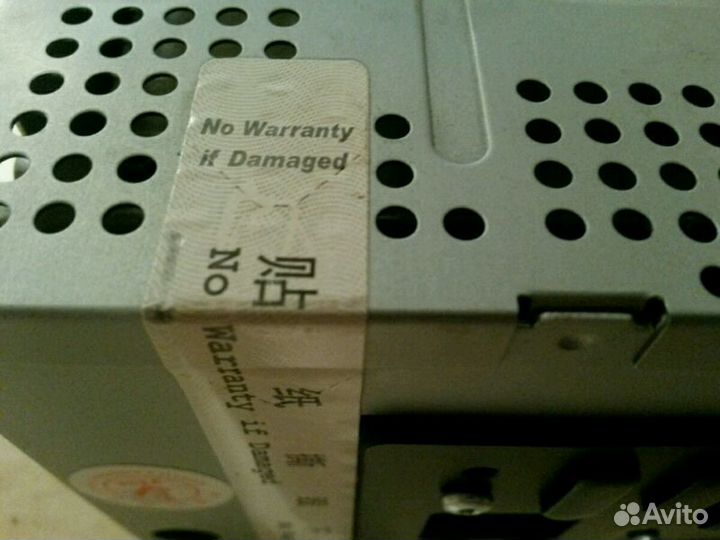 No Warranty
if Damaged
贴纸
No Warranty if Damaged
Avito